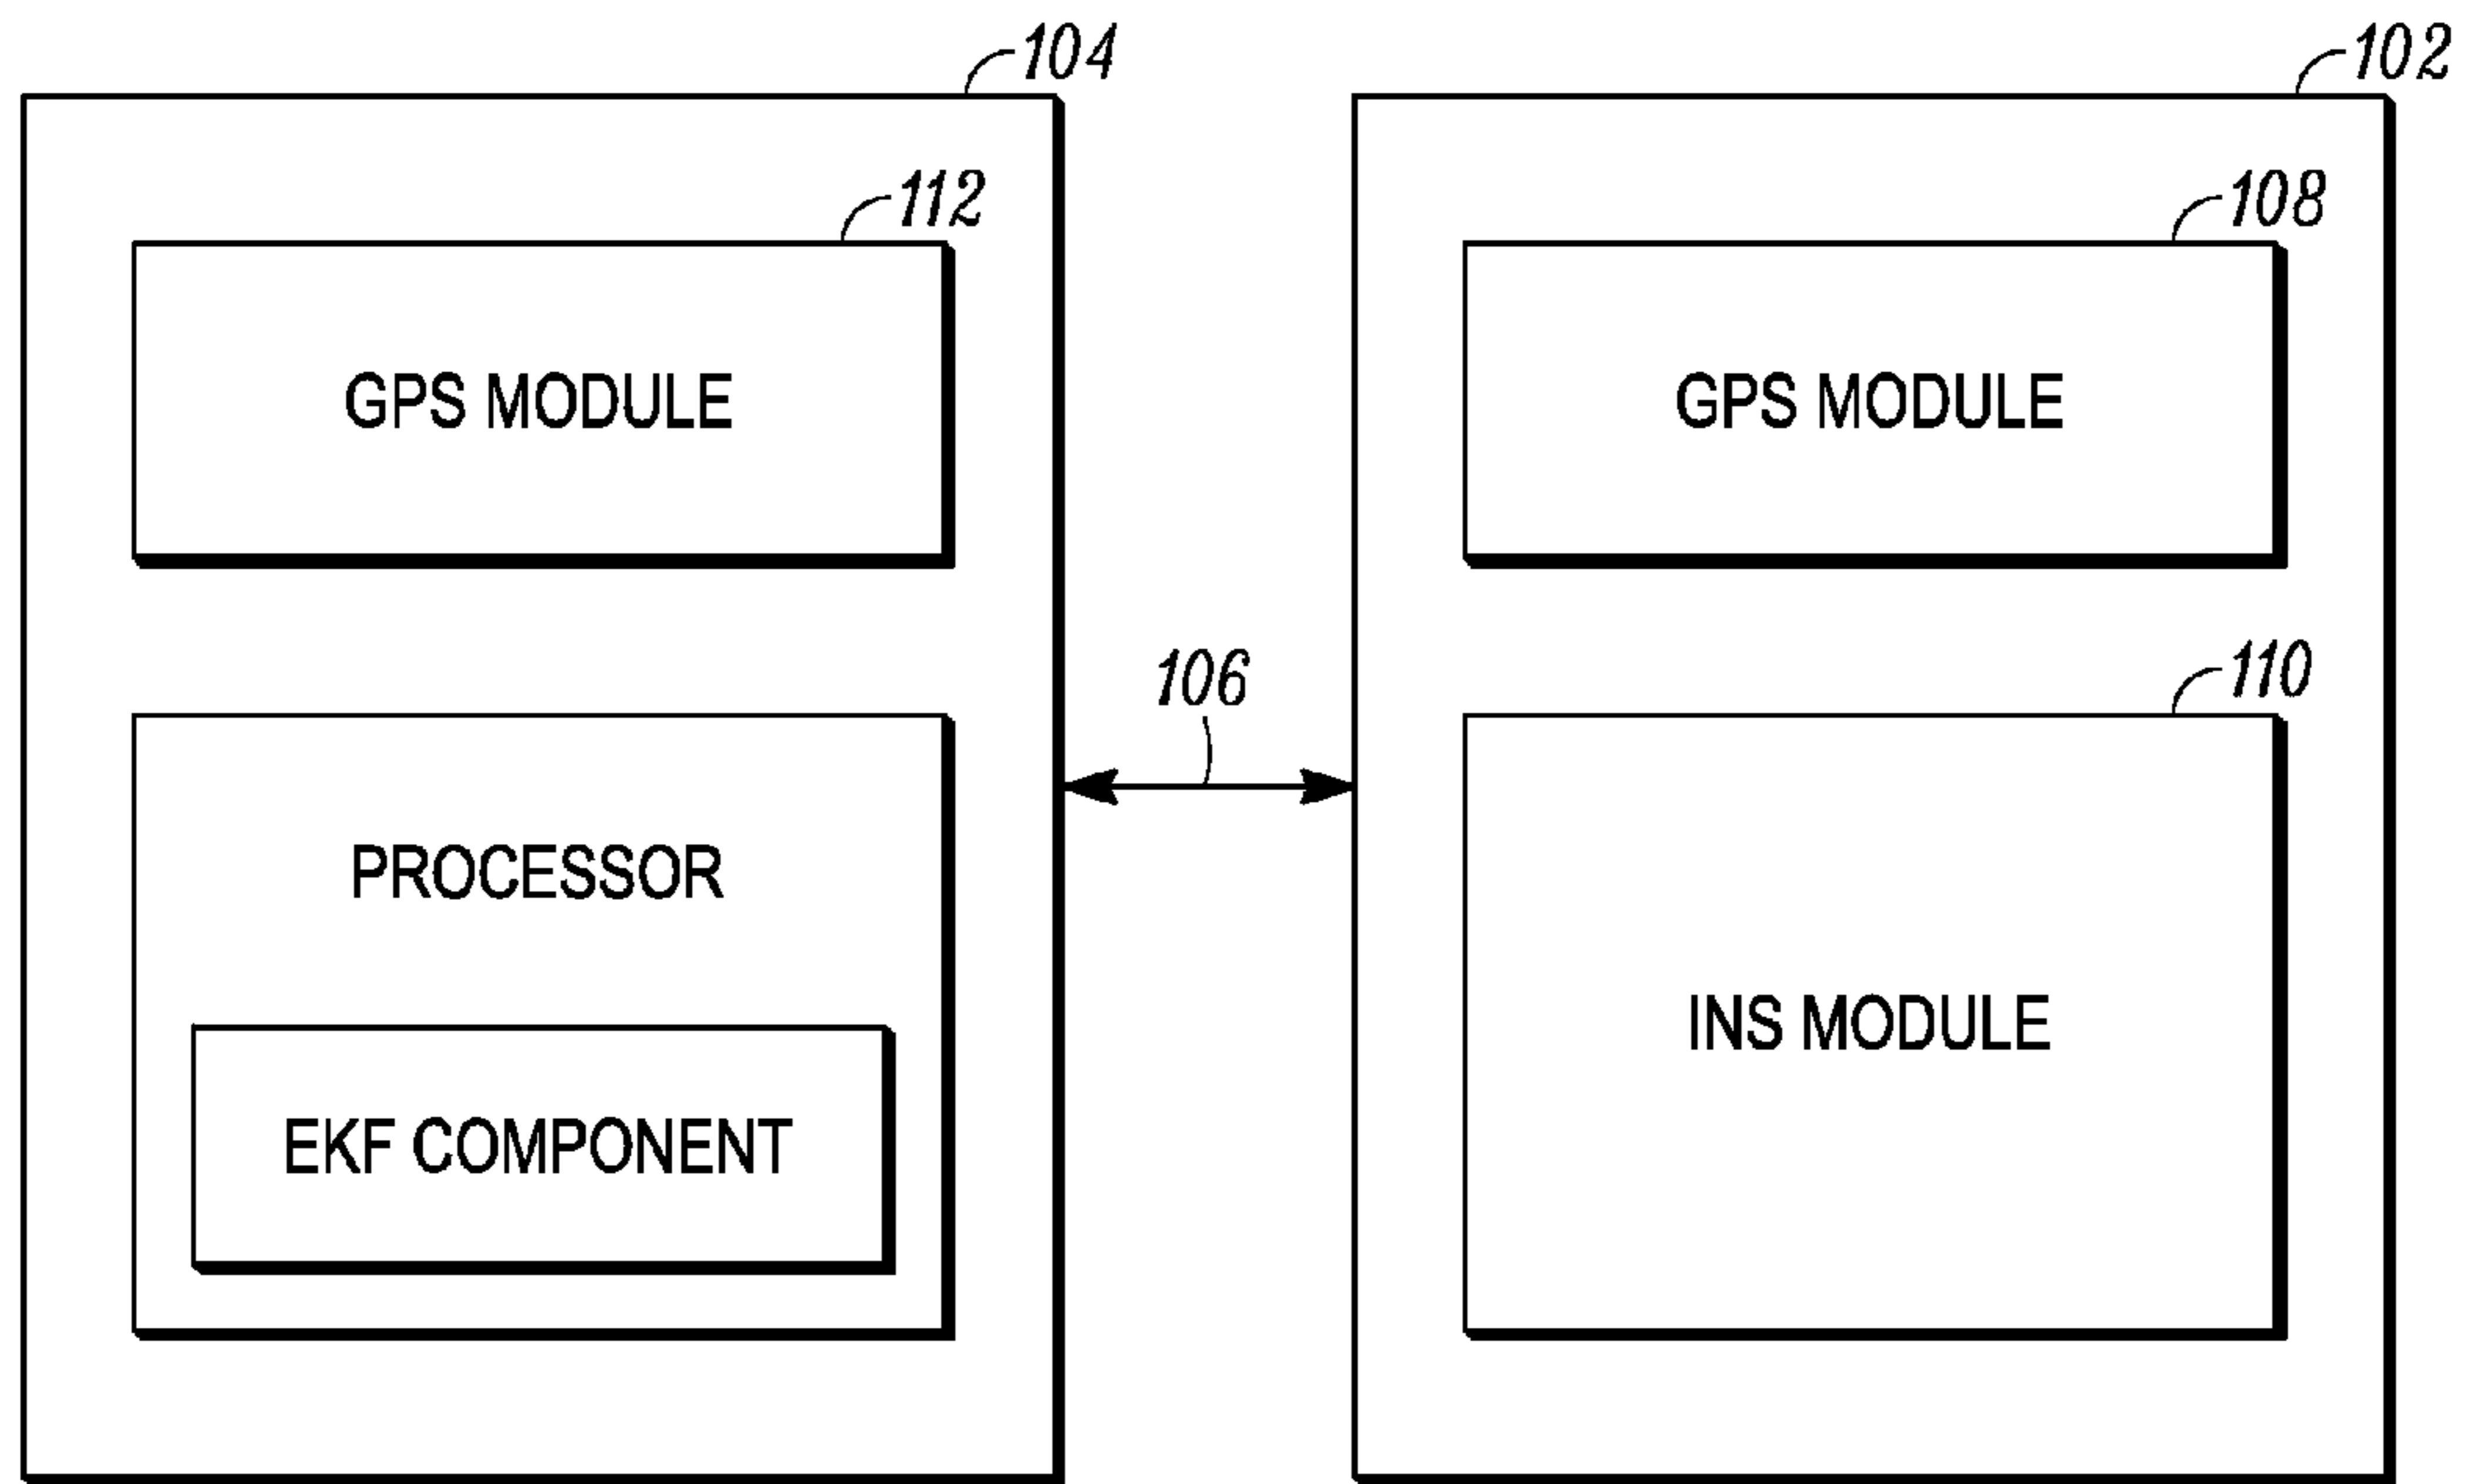 104
112
GPS MODULE
PROCESSOR
EKF COMPONENT
106
102
108
GPS MODULE
110
INS MODULE